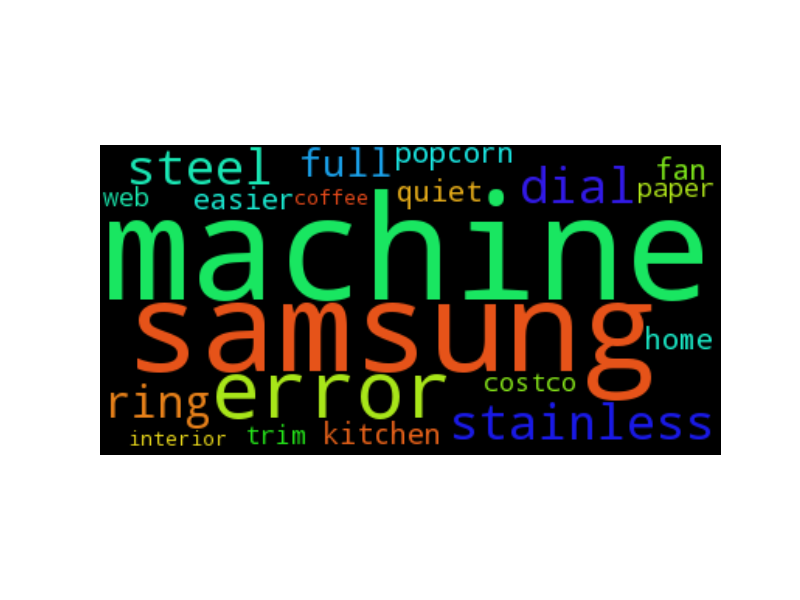 steel full popcorn dial fan
web easier coffee quiet paper
machine
samsung
home
ring error costco stainless
interior trim kitchen